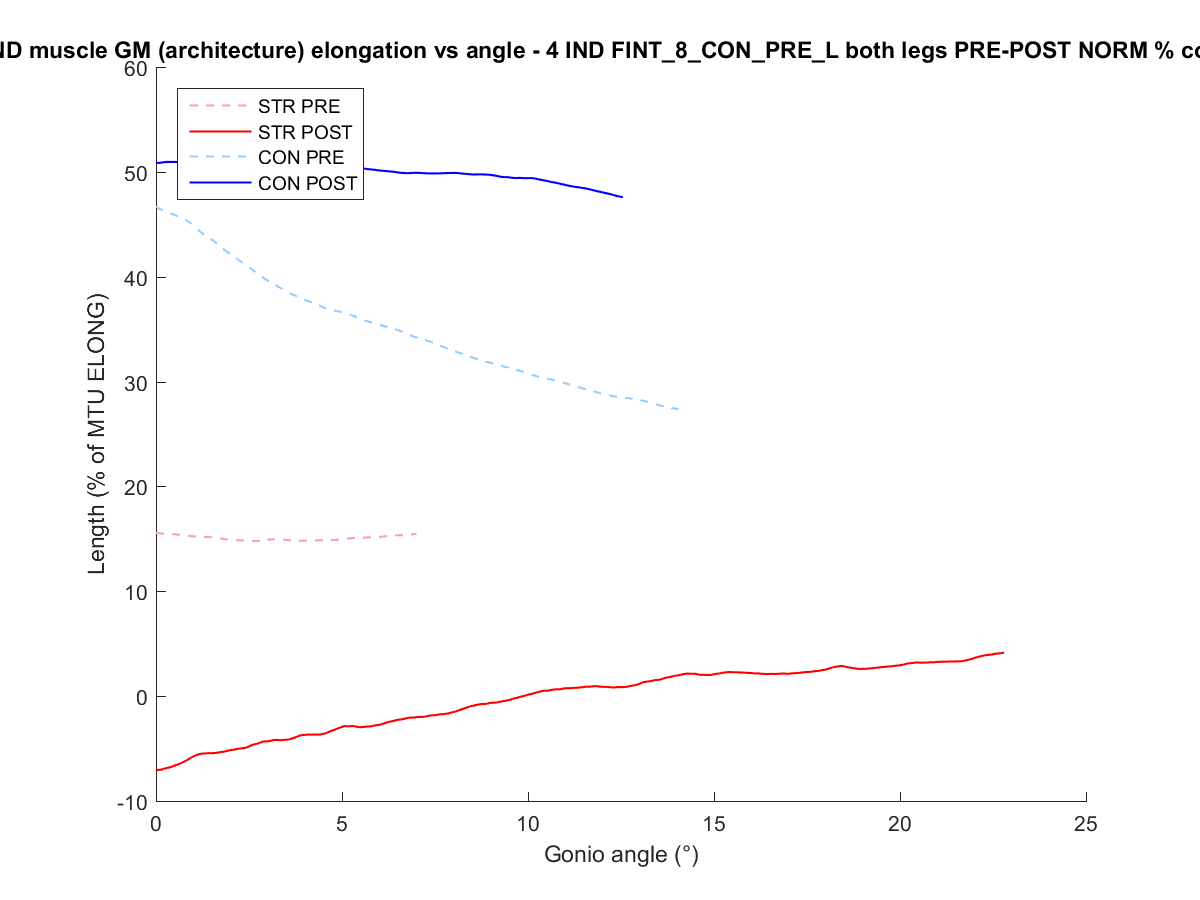 ND muscle GM (architecture) elongation vs angle - 4 IND FINT_8_CON_PRE_L both legs PRE-POST NORM % co
60
50
40
30
20
10
0
-10
Length (% of MTU ELONG)
STR PRE
STR POST
CON PRE
CON POST
0 5 10 15 20 25
Gonio angle (°)